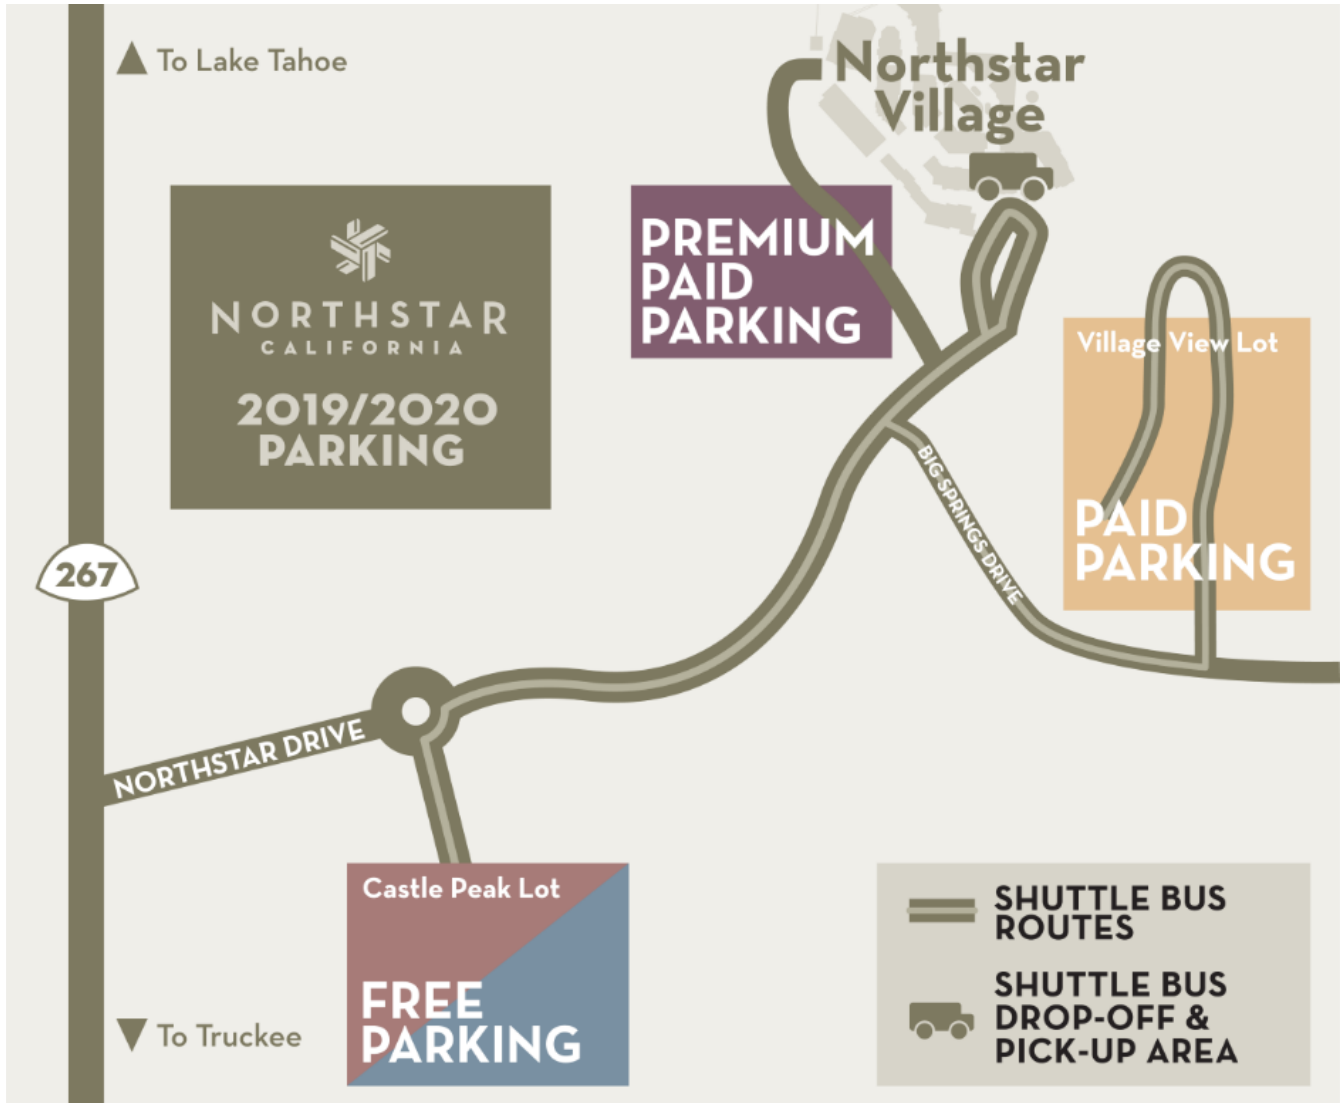 To Lake Tahoe
Northstar
Village
NORTHSTAR
CALIFORNIA
2019/2020
PARKING
PREMIUM
PAID
PARKING
Village View Lot
PAID
PARKING
BIG SPRINGS DRIVE
267
NORTHSTAR DRIVE
Castle Peak Lot
FREE
PARKING
To Truckee
SHUTTLE BUS
ROUTES
SHUTTLE BUS
DROP-OFF &
PICK-UP AREA